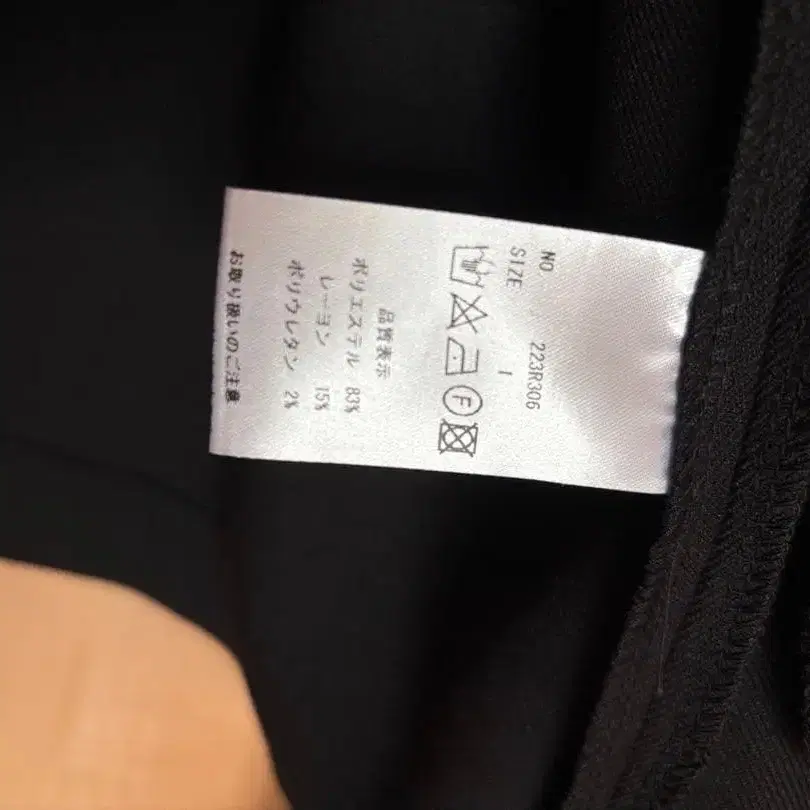 NO 223R306
SIZE 1
F
品質表示
ポリエステル 83%
レーヨン 15%
ポリウレタン 2%
お取り扱いのご注意